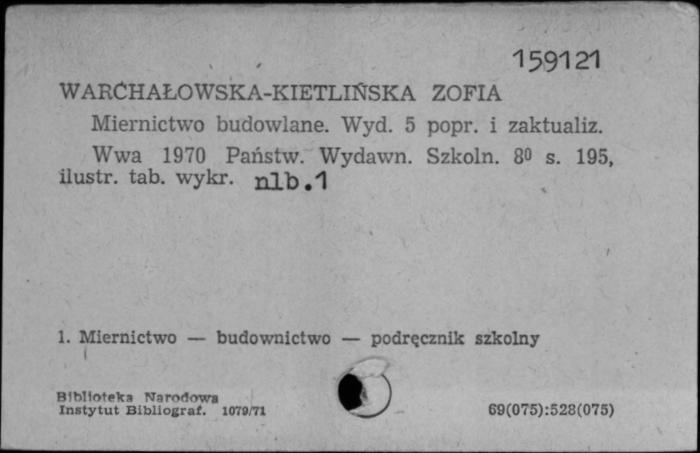 159121
WARCHAŁOWSKA-KIETLIŃSKA ZOFIA
Miernictwo budowlane. Wyd. 5 popr. i zaktualiz.
Wwa 1970 Państw. Wydawn. Szkoln. 8⁰ s. 195,
ilustr. tab. wykr. nlb.1
1. Miernictwo — budownictwo — podręcznik szkolny
Biblioteka Narodowa
Instytut Bibliograf. 1079/71
69(075):528(075)